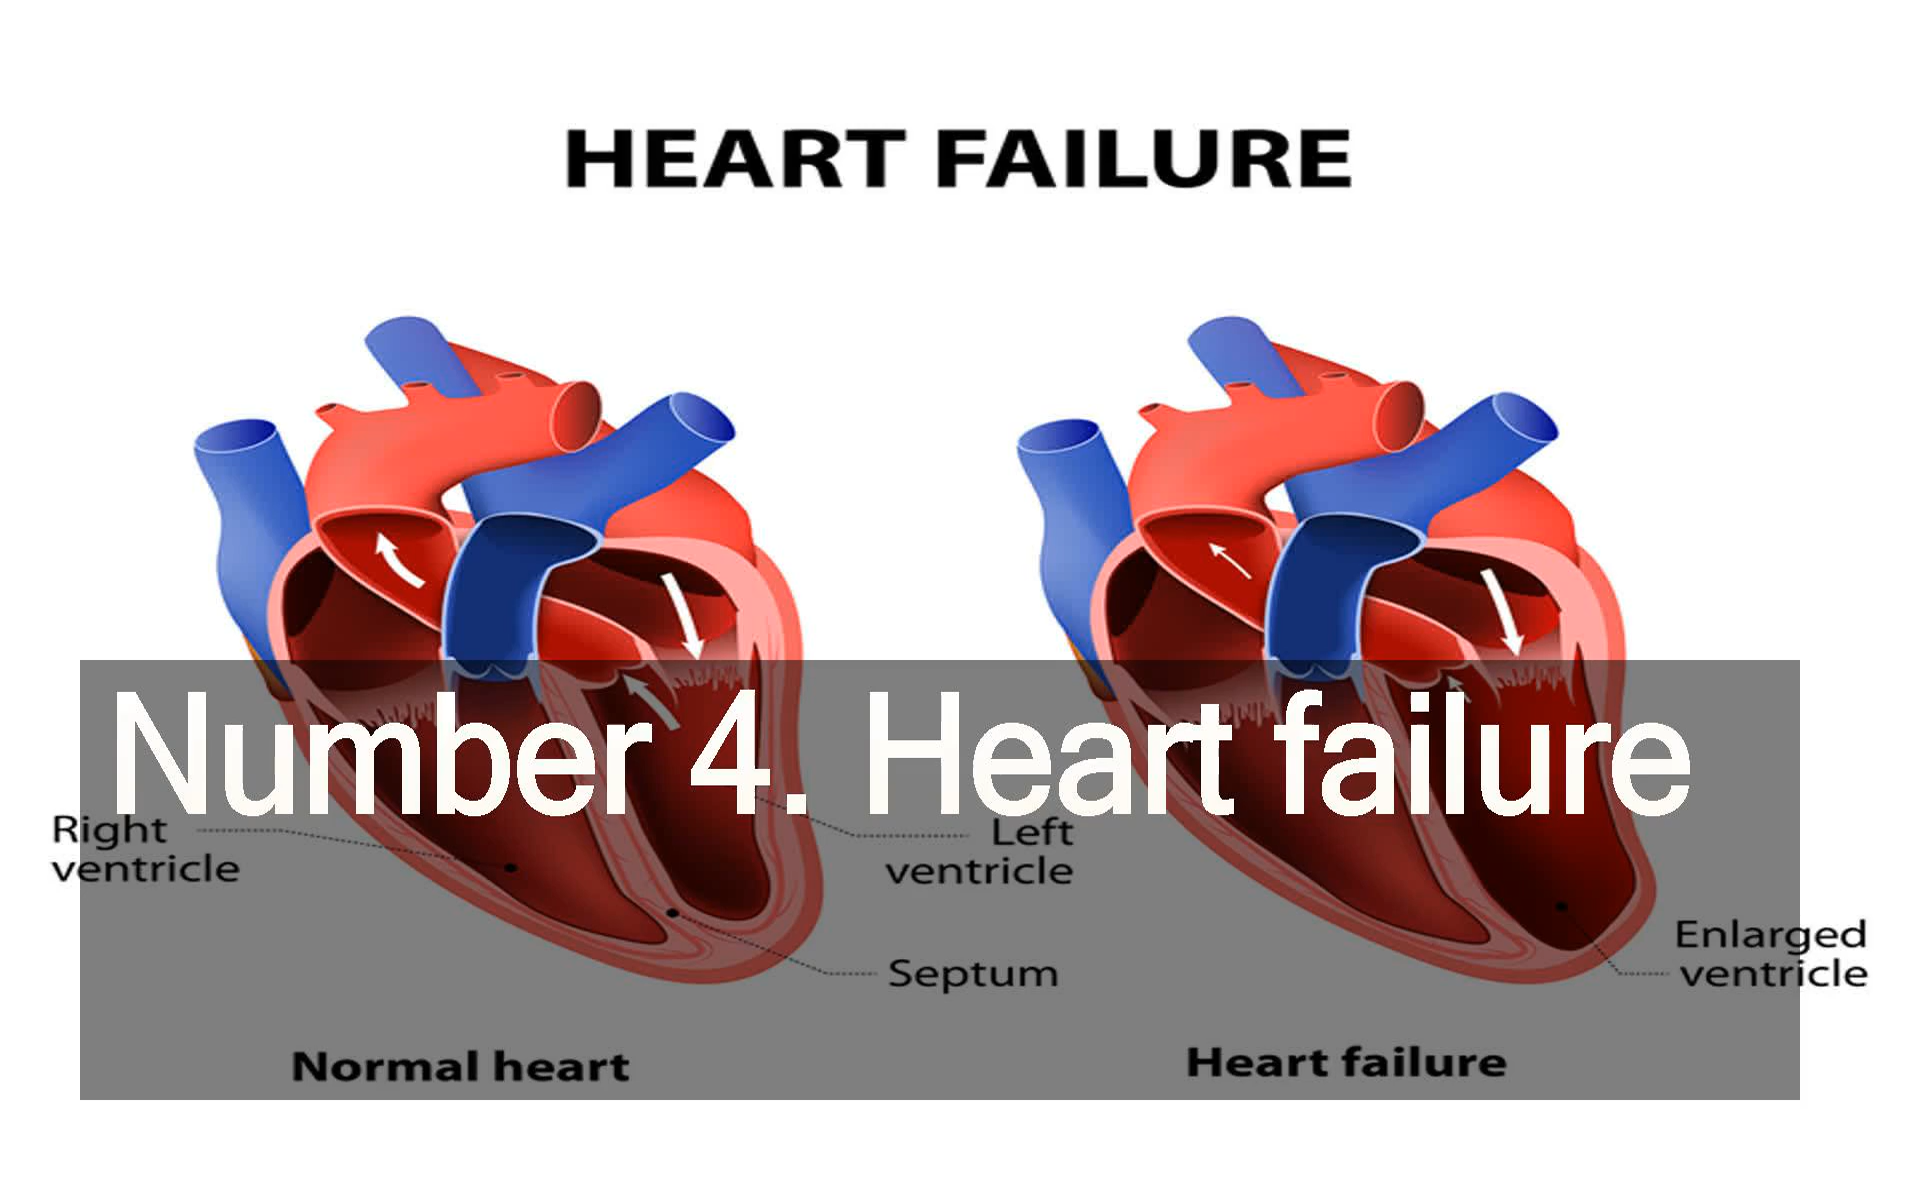 HEART FAILURE
Number 4. Heart failure
Right
ventricle
Left
ventricle
Septum
Enlarged
ventricle
Normal heart
Heart failure